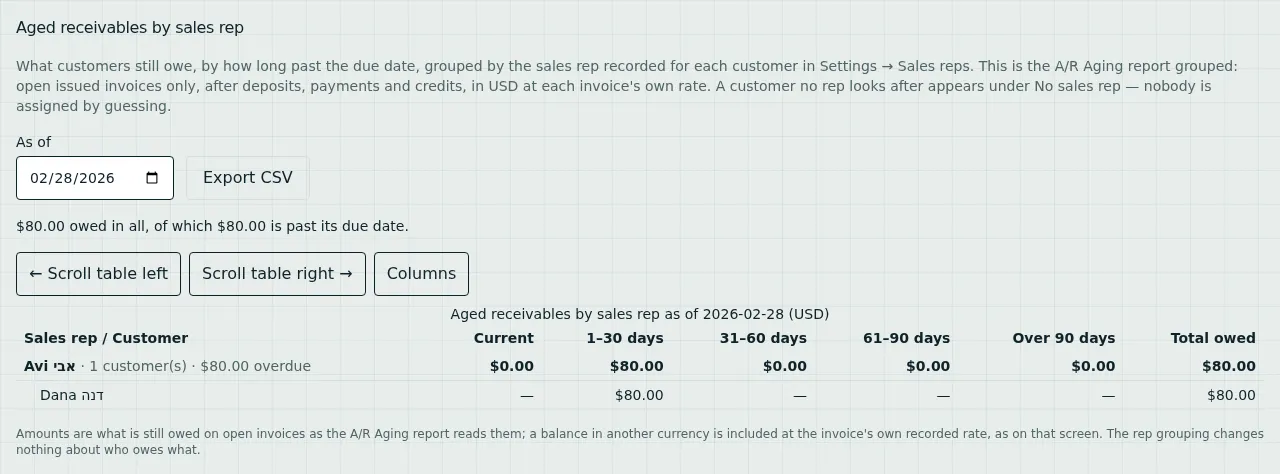 Aged receivables by sales rep
What customers still owe, by how long past the due date, grouped by the sales rep recorded for each customer in Settings → Sales reps. This is the A/R Aging report grouped:
open issued invoices only, after deposits, payments and credits, in USD at each invoice's own rate. A customer no rep looks after appears under No sales rep — nobody is
assigned by guessing.
As of
02/28/2026 Export CSV
$80.00 owed in all, of which $80.00 is past its due date.
← Scroll table left Scroll table right → Columns
Aged receivables by sales rep as of 2026-02-28 (USD)
Sales rep / Customer Current 1–30 days 31–60 days 61–90 days Over 90 days Total owed
Avi אבי · 1 customer(s) · $80.00 overdue $0.00 $80.00 $0.00 $0.00 $0.00 $80.00
Dana דנה — $80.00 — — — $80.00
Amounts are what is still owed on open invoices as the A/R Aging report reads them; a balance in another currency is included at the invoice's own recorded rate, as on that screen. The rep grouping changes
nothing about who owes what.